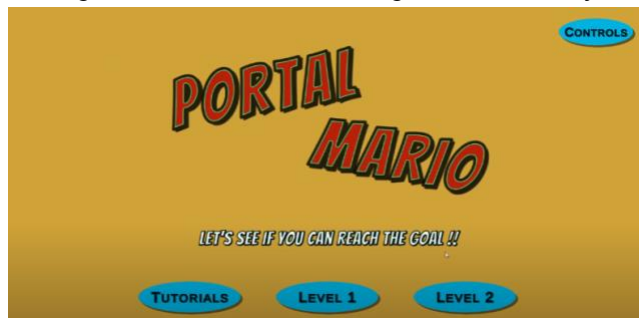 CONTROLS
PORTAL
MARIO
LET'S SEE IF YOU CAN REACH THE GOAL !!
TUTORIALS LEVEL 1 LEVEL 2